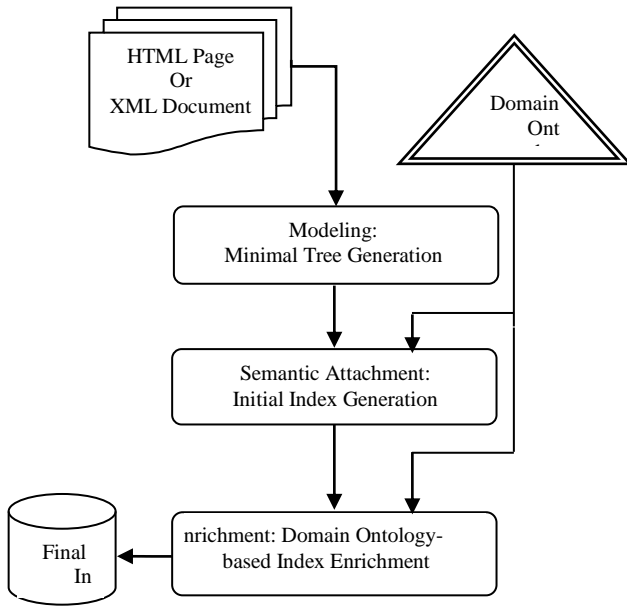 HTML Page
Or
XML Document
Domain
Ont
Modeling:
Minimal Tree Generation
Semantic Attachment:
Initial Index Generation
nrichment: Domain Ontology-
based Index Enrichment
Final
In